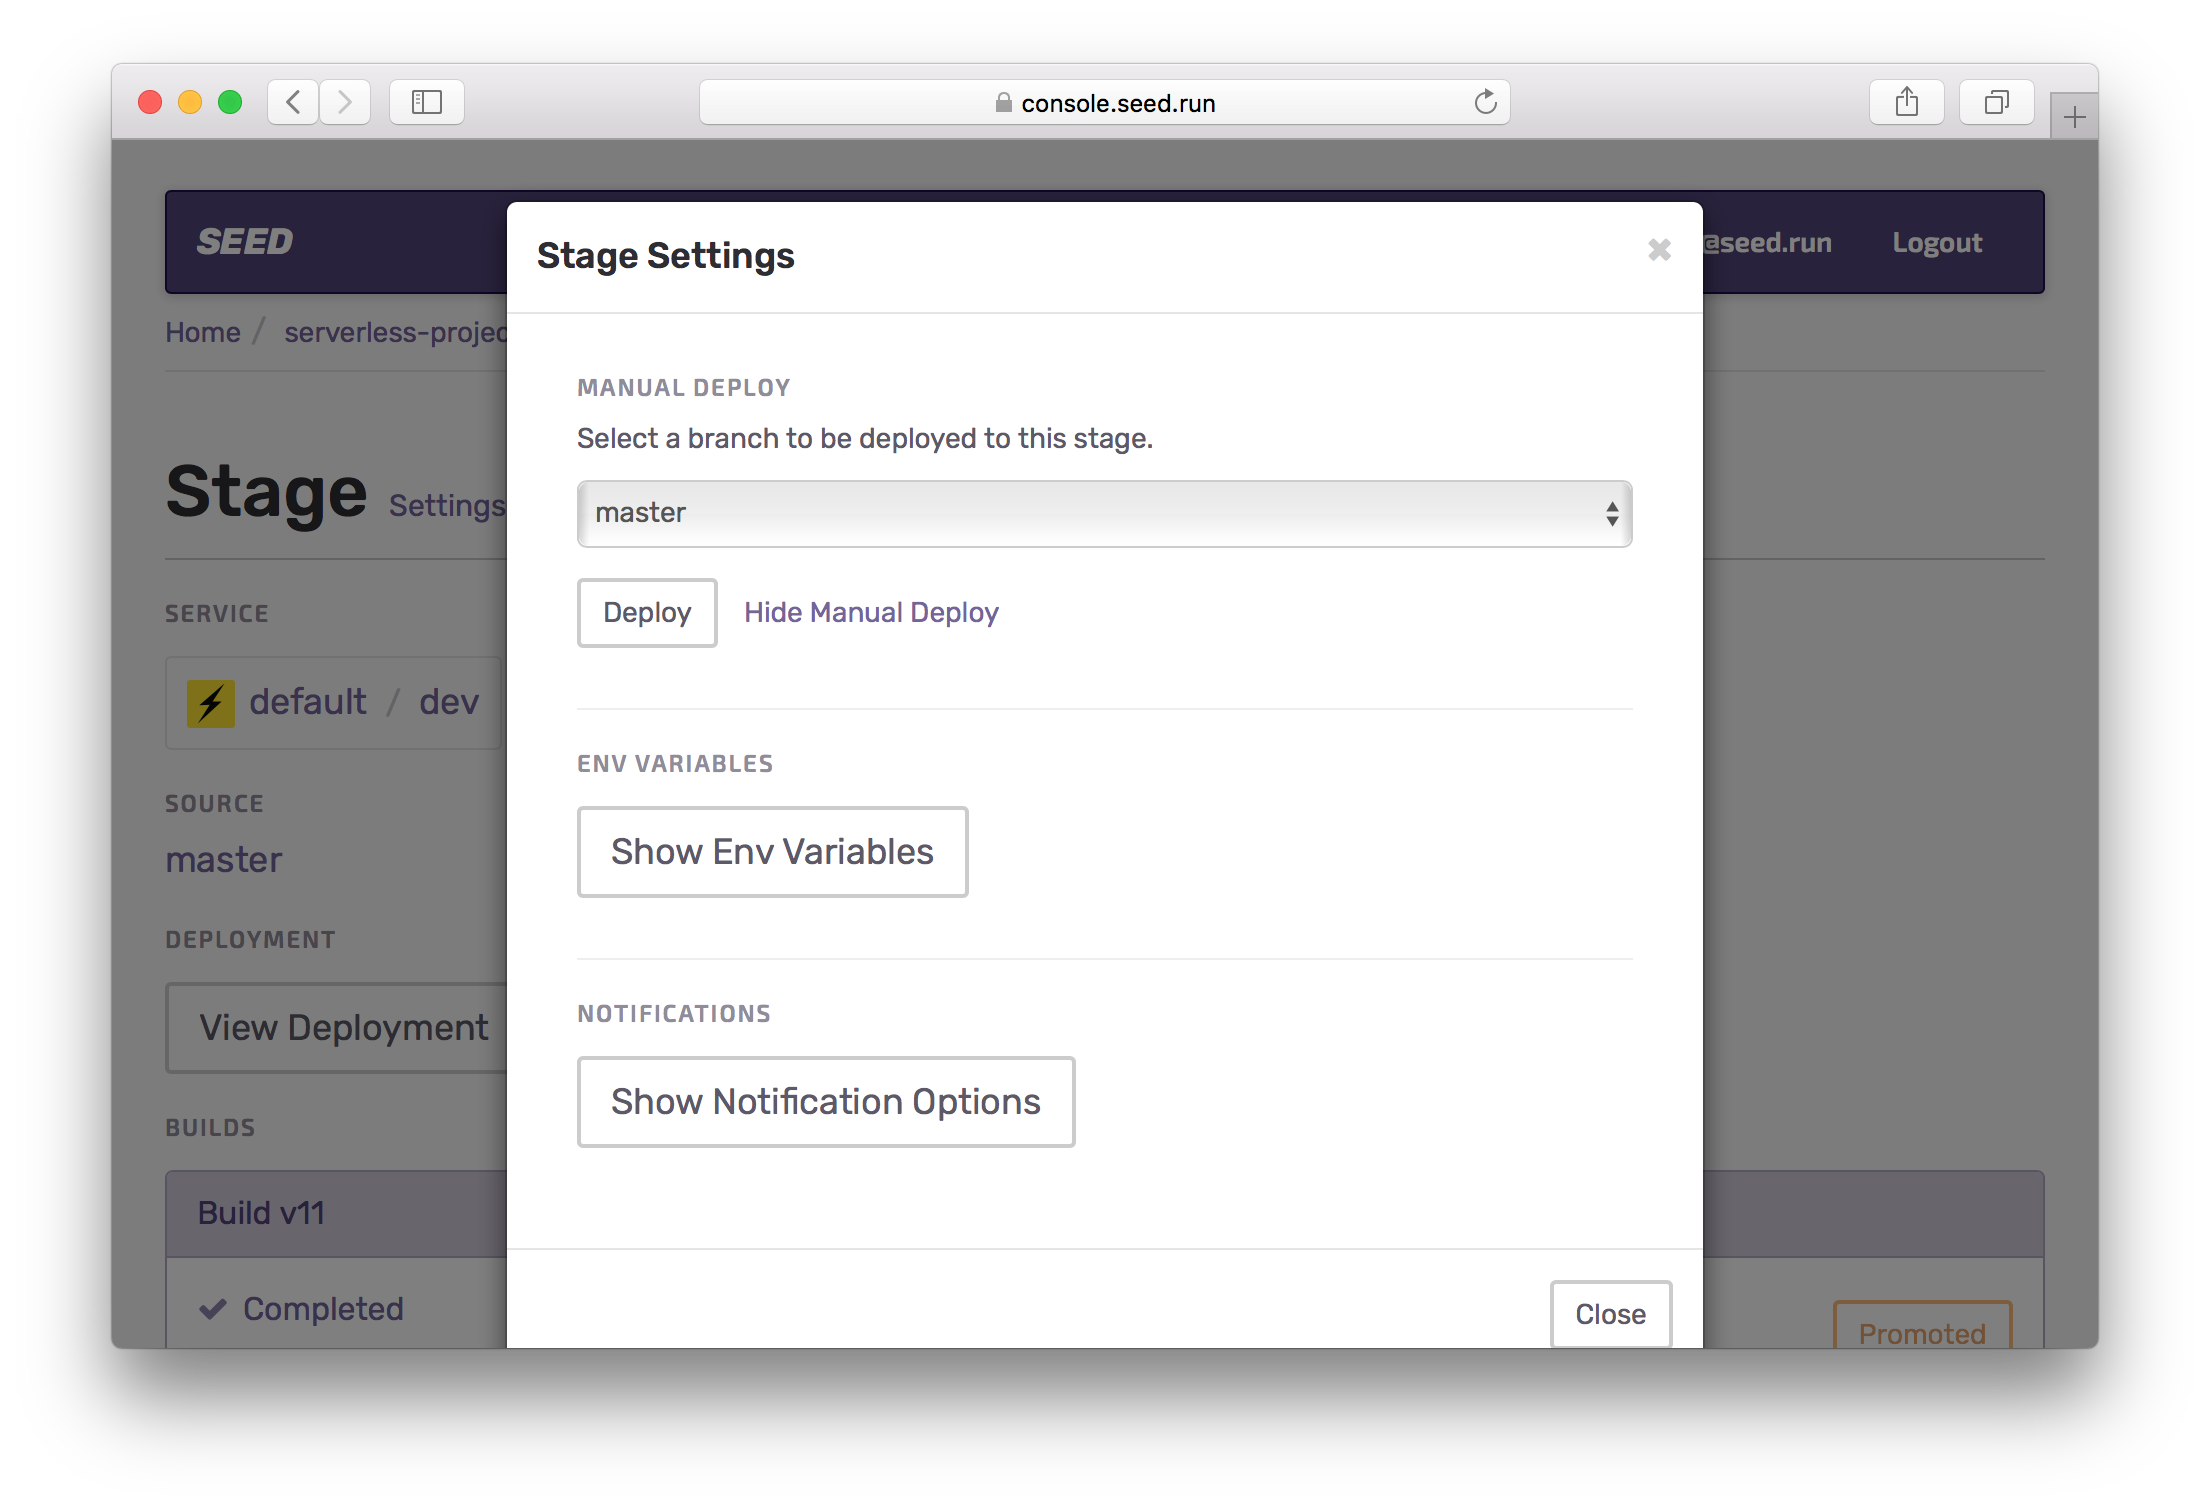 console.seed.run
SEED
@seed.run
Logout
Home / serverless-projec
Stage Settings
SERVICE
default / dev
SOURCE
master
DEPLOYMENT
View Deployment
BUILDS
Build v11
Completed
Promoted
Stage Settings
MANUAL DEPLOY
Select a branch to be deployed to this stage.
master
Deploy
Hide Manual Deploy
ENV VARIABLES
Show Env Variables
NOTIFICATIONS
Show Notification Options
Close